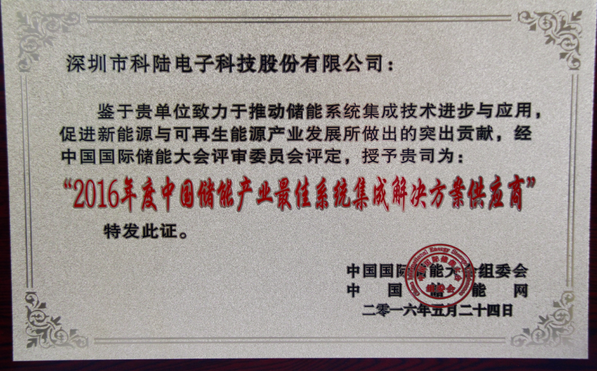 深圳市科陆电子科技股份有限公司：
鉴于贵单位致力于推动储能系统集成技术进步与应用，
促进新能源与可再生能源产业发展所做出的突出贡献，经
中国国际储能大会评审委员会评定，授予贵司为：
“2016年度中国储能产业最佳系统集成解决方案供应商”
特发此证。
中国国际储能大会组委会
中国储能网
二零一六年五月二十四日